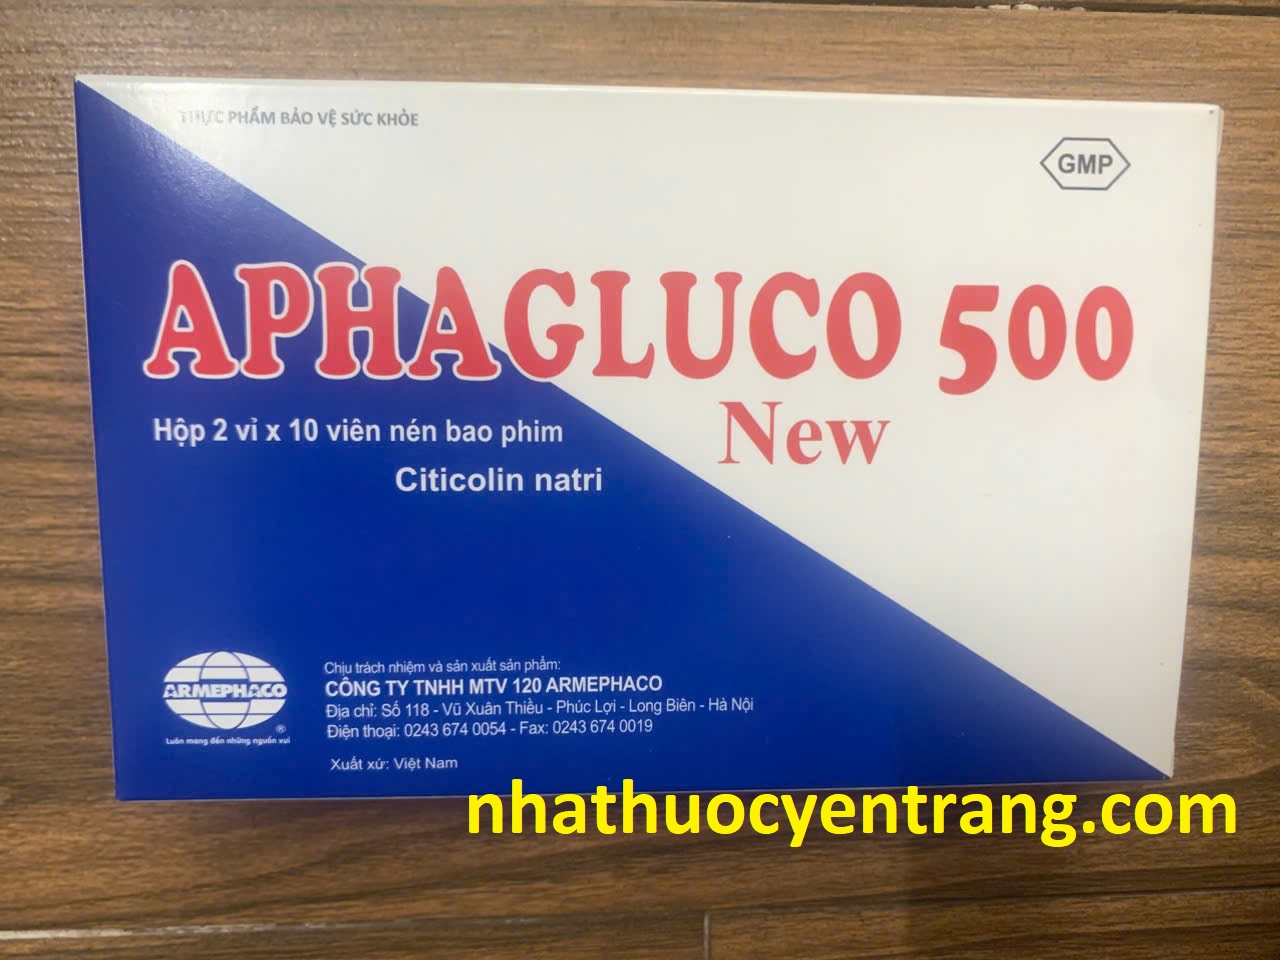 THỰC PHẨM BẢO VỆ SỨC KHỎE
GMP
APHAGLUCO 500
New
Hộp 2 vỉ x 10 viên nén bao phim
Citicolin natri
ARMEPHACO
®
Luôn mang đến những nguồn vui
Chịu trách nhiệm và sản xuất sản phẩm:
CÔNG TY TNHH MTV 120 ARMEPHACO
Địa chỉ: Số 118 - Vũ Xuân Thiều - Phúc Lợi - Long Biên - Hà Nội
Điện thoại: 0243 674 0054 - Fax: 0243 674 0019
Xuất xứ: Việt Nam
nhathuocyentrang.com